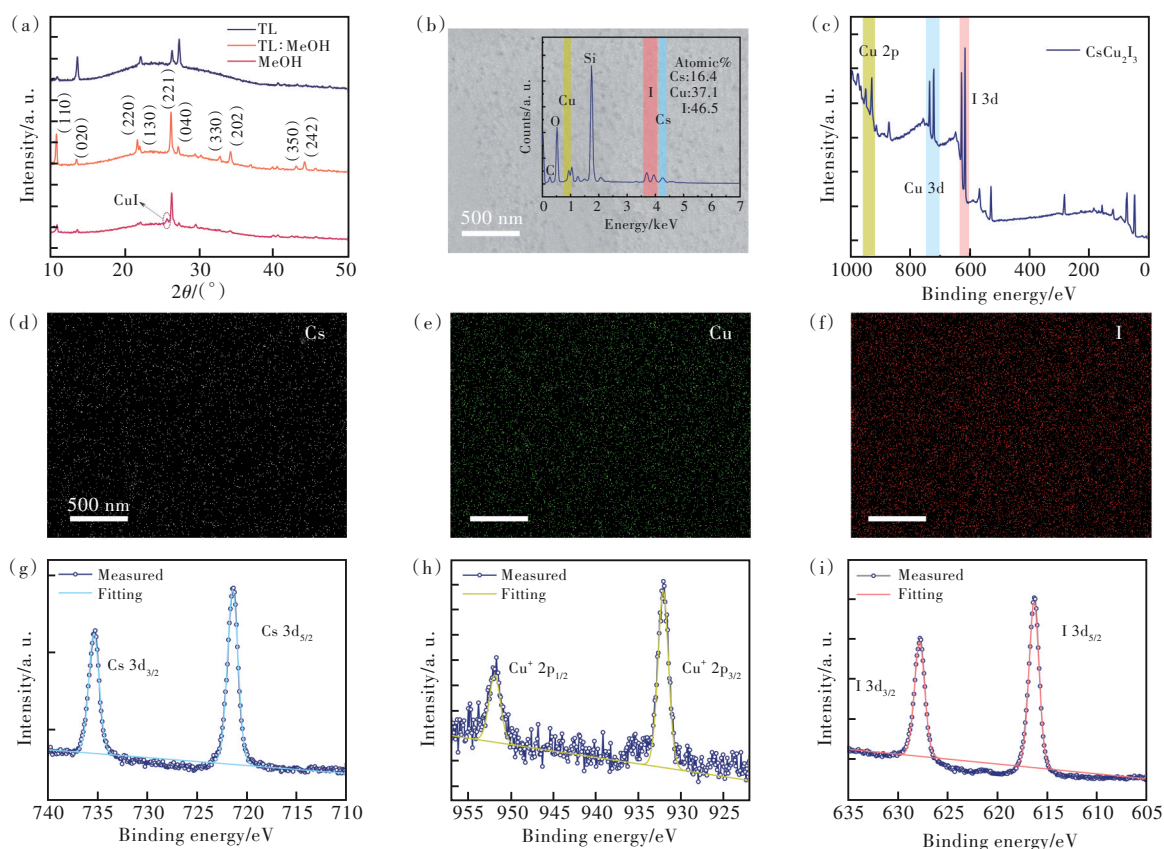 (a)
TL
TL:MeOH
MeOH
(110)
(020)
(220)
(130)
(221)
(040)
(330)
(202)
(350)
(242)
CuI
Intensity/a. u.
10 20 30 40 50
2θ/(°)
(b)
Si
Cu
O
C
I
Cs
Atomic%
Cs:16.4
Cu:37.1
I:46.5
Counts/a. u.
0 1 2 3 4 5 6 7
Energy/keV
500 nm
(c)
Cu 2p
CsCu₂I₃
I 3d
Cu 3d
Intensity/a. u.
1000 800 600 400 200 0
Binding energy/eV
(d)
Cs
500 nm
(e)
Cu
(f)
I
(g)
Measured
Fitting
Cs 3d₅/₂
Cs 3d₃/₂
Intensity/a. u.
740 735 730 725 720 715 710
Binding energy/eV
(h)
Measured
Fitting
Cu⁺ 2p₁/₂
Cu⁺ 2p₃/₂
Intensity/a. u.
955 950 945 940 935 930 925
Binding energy/eV
(i)
Measured
Fitting
I 3d₅/₂
I 3d₃/₂
Intensity/a. u.
635 630 625 620 615 610 605
Binding energy/eV